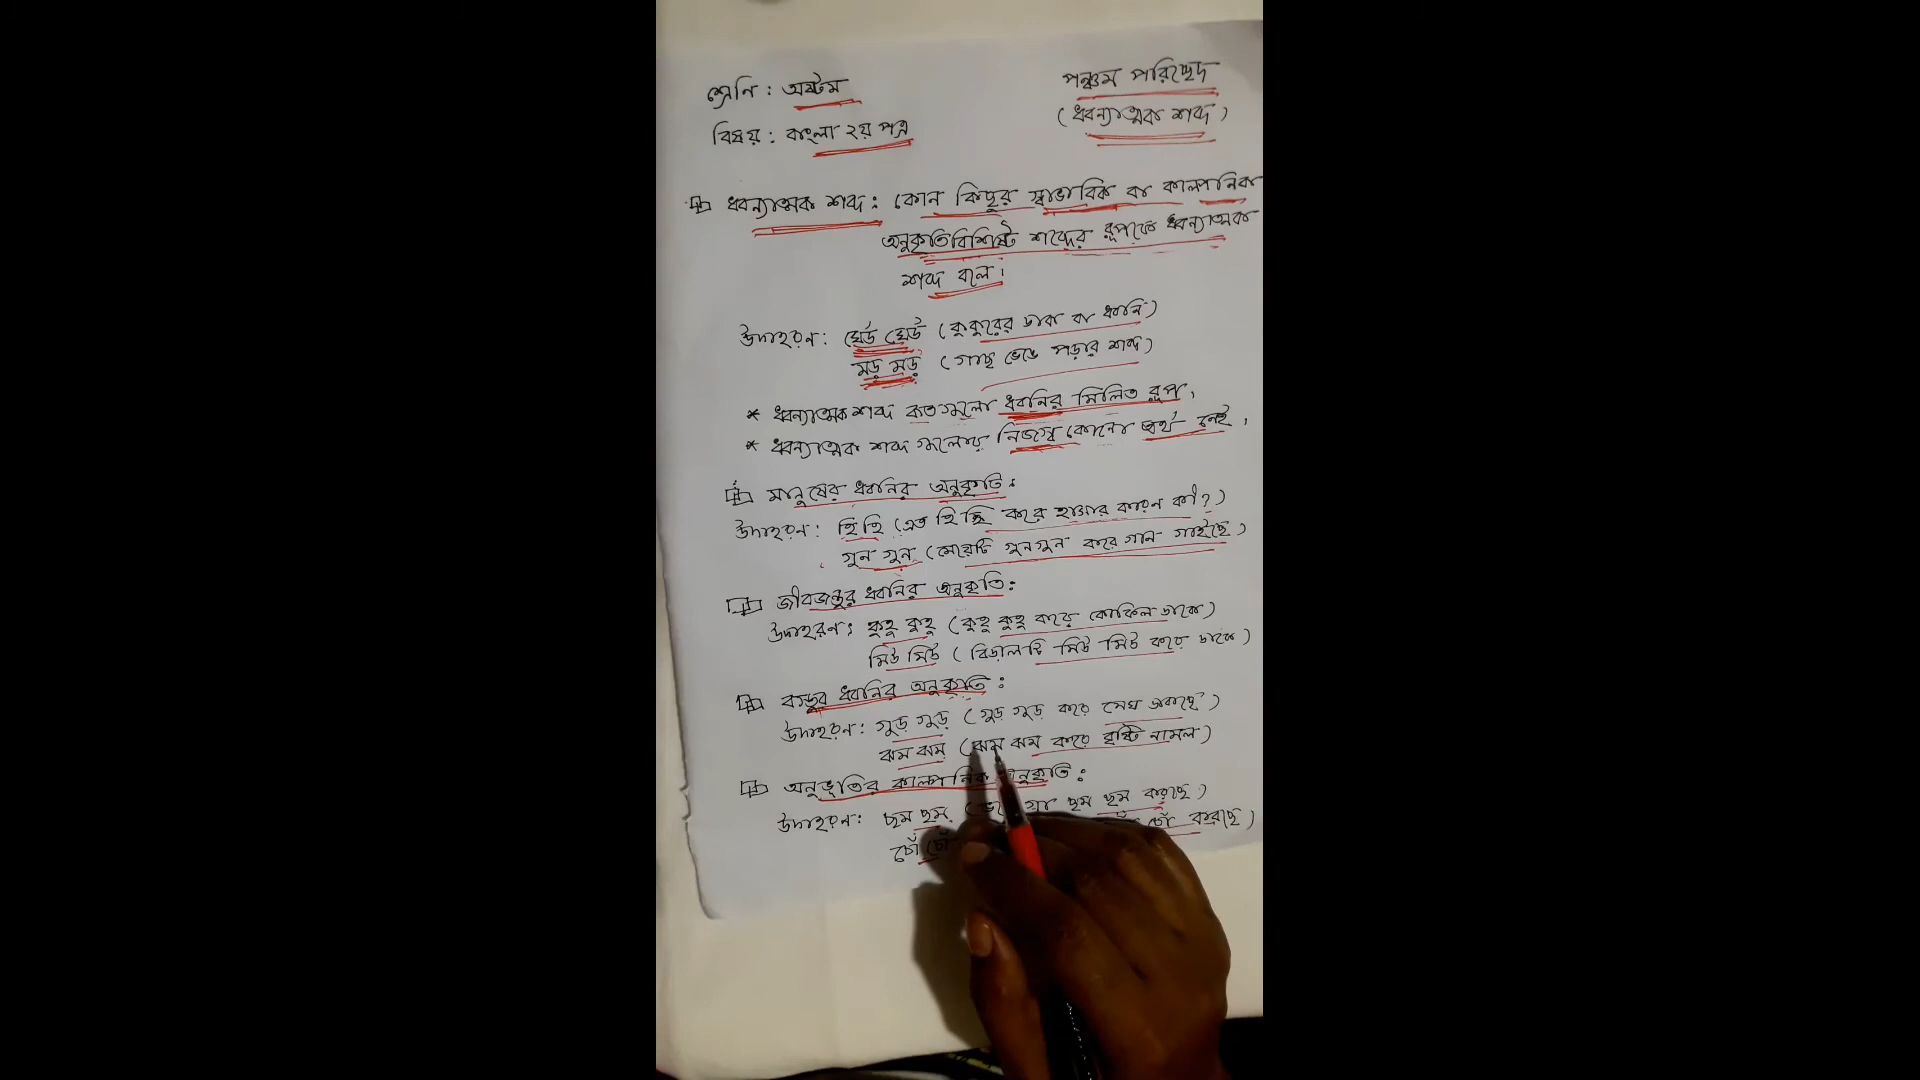 শ্রেণি : অষ্টম
পঞ্চম পরিচ্ছেদ
বিষয় : বাংলা ২য় পত্র
(ধ্বন্যাত্মক শব্দ)
ধ্বন্যাত্মক শব্দ : কোন কিছুর স্বাভাবিক বা কাল্পনিক
অনুকৃতিবিশিষ্ট শব্দের রূপকে ধ্বন্যাত্মক
শব্দ বলে।
উদাহরণ : ঘেউ ঘেউ (কুকুরের ডাক বা ধ্বনি)
মড় মড় (গাছ ভেঙে পড়ার শব্দ)
* ধ্বন্যাত্মক শব্দ কতগুলো ধ্বনির মিলিত রূপ,
* ধ্বন্যাত্মক শব্দ গুলোর নিজস্ব কোনো অর্থ নেই,
মানুষের ধ্বনির অনুকৃতি :
উদাহরণ : হি হি (এত হি হি করে হাসার কারণ কী?)
গুন গুন (মেয়েটি গুনগুন করে গান গাইছে)
জীবজন্তুর ধ্বনির অনুকৃতি :
উদাহরণ : কুহু কুহু (কুহু কুহু করে কোকিল ডাকে)
মিউ মিউ (বিড়ালটি মিউ মিউ করে ডাকে)
বস্তুর ধ্বনির অনুকৃতি :
উদাহরণ : গুড় গুড় (গুড় গুড় করে মেঘ ডাকছে)
ঝম ঝম (ঝম ঝম করে বৃষ্টি নামল)
অনুভূতির কাল্পনিক অনুকৃতি :
উদাহরণ : ছম ছম (ছম ছম করছে)
চোঁ চোঁ চোঁ করছে)